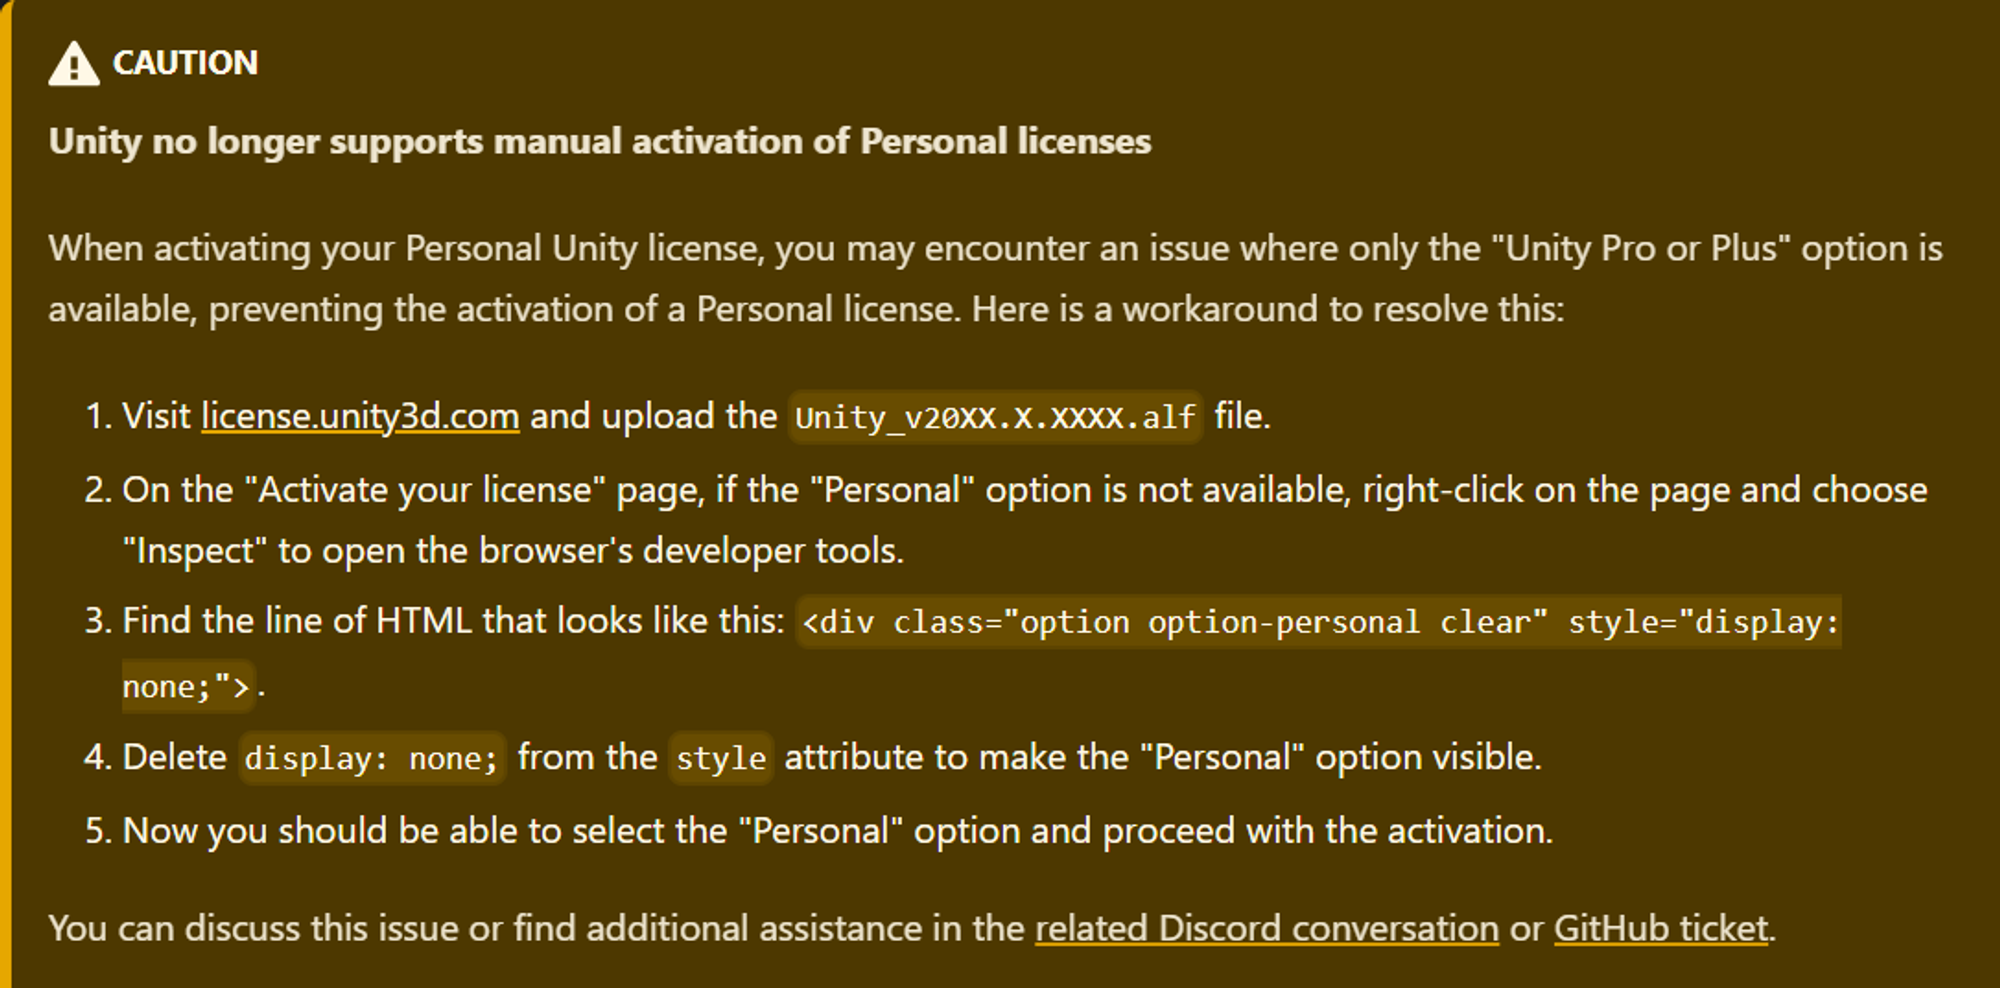 CAUTION
Unity no longer supports manual activation of Personal licenses
When activating your Personal Unity license, you may encounter an issue where only the "Unity Pro or Plus" option is
available, preventing the activation of a Personal license. Here is a workaround to resolve this:
1. Visit license.unity3d.com and upload the Unity_v20XX.X.XXXX.alf file.
2. On the "Activate your license" page, if the "Personal" option is not available, right-click on the page and choose
"Inspect" to open the browser's developer tools.
3. Find the line of HTML that looks like this: <div class="option option-personal clear" style="display:
none;">.
4. Delete display: none; from the style attribute to make the "Personal" option visible.
5. Now you should be able to select the "Personal" option and proceed with the activation.
You can discuss this issue or find additional assistance in the related Discord conversation or GitHub ticket.